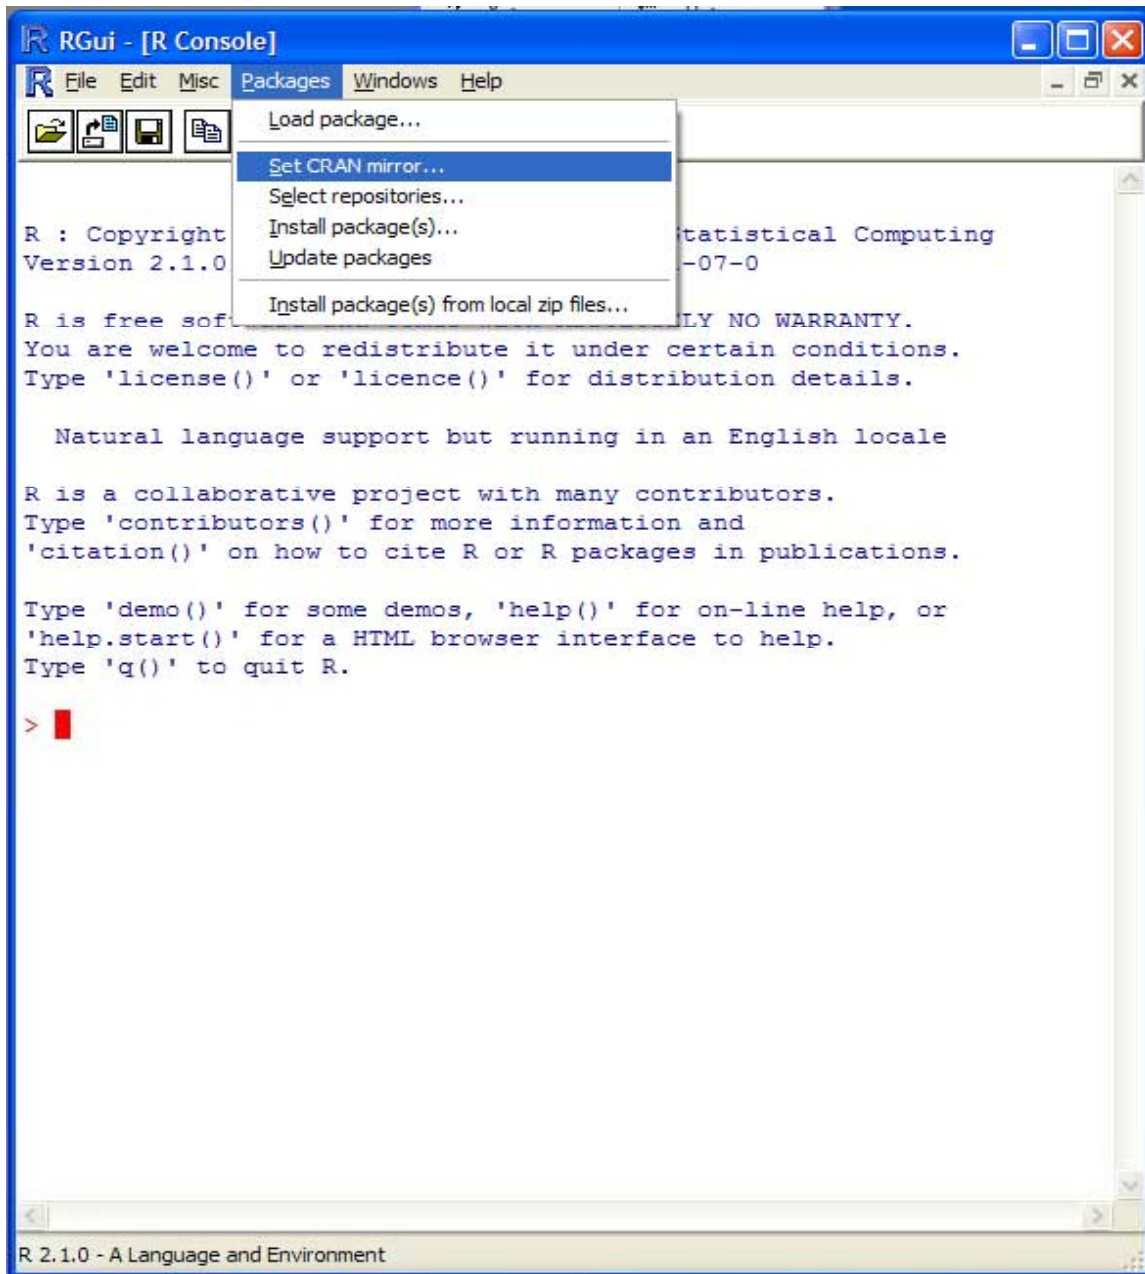 RGui - [R Console]
File Edit Misc Packages Windows Help
Load package...
Set CRAN mirror...
Select repositories...
Install package(s)...
Update packages
Install package(s) from local zip files...
R : Copyright Statistical Computing
Version 2.1.0 -07-0
R is free LY NO WARRANTY.
You are welcome to redistribute it under certain conditions.
Type 'license()' or 'licence()' for distribution details.
Natural language support but running in an English locale
R is a collaborative project with many contributors.
Type 'contributors()' for more information and
'citation()' on how to cite R or R packages in publications.
Type 'demo()' for some demos, 'help()' for on-line help, or
'help.start()' for a HTML browser interface to help.
Type 'q()' to quit R.
>
R 2.1.0 - A Language and Environment